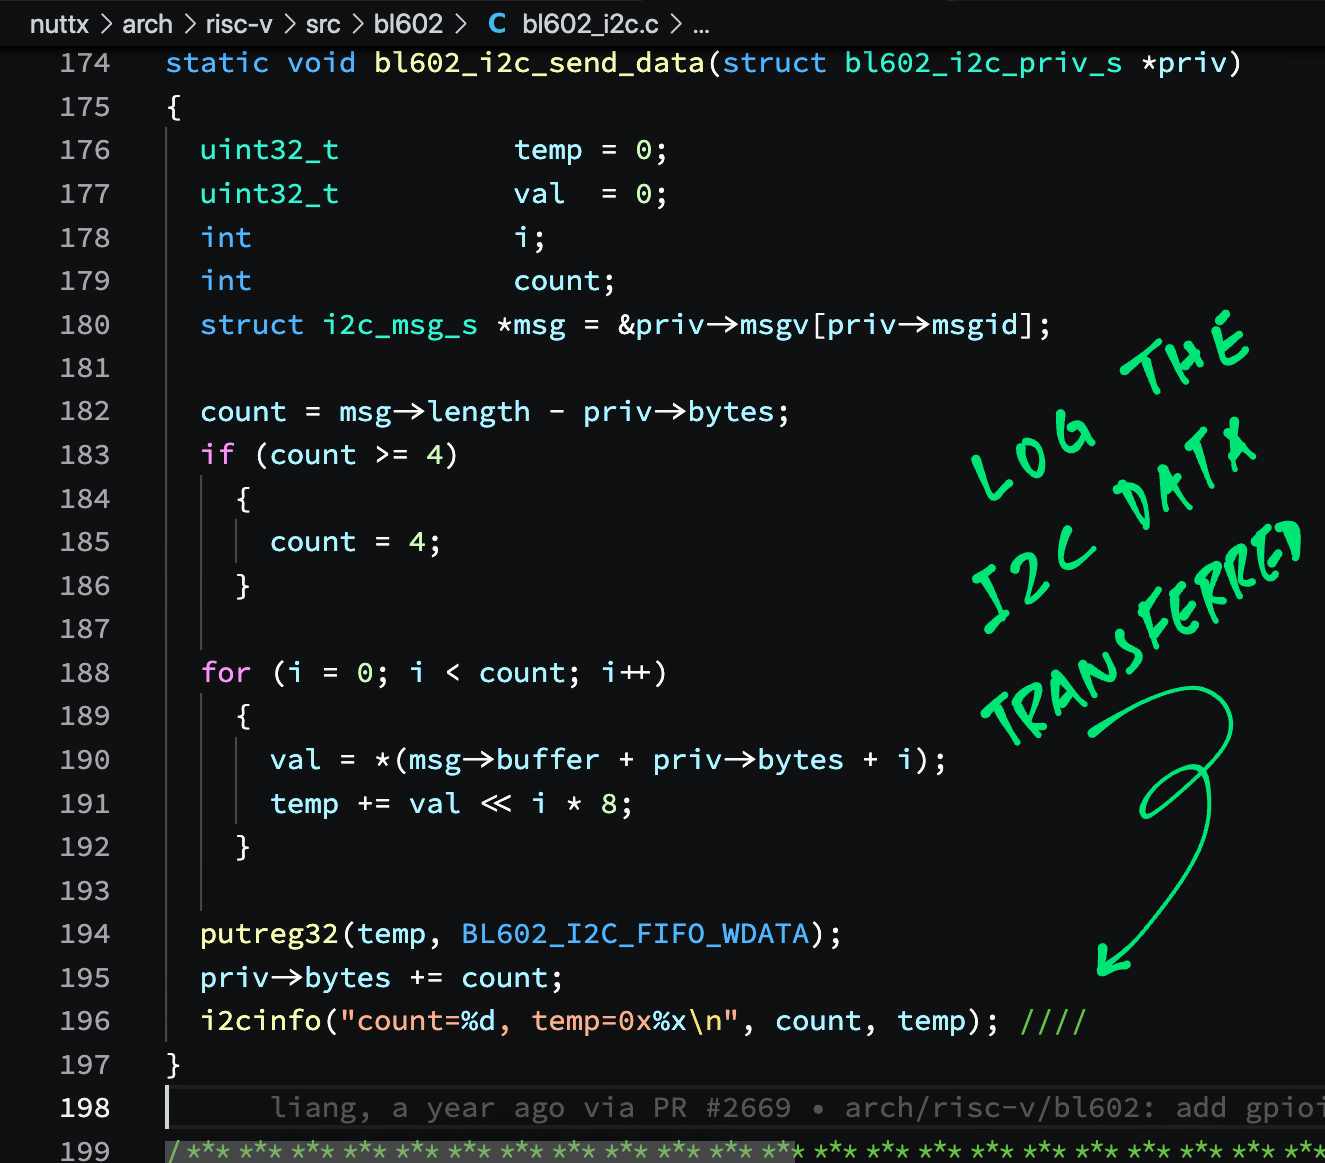 nuttx > arch > risc-v > src > bl602 > C bl602_i2c.c > ...
174 static void bl602_i2c_send_data(struct bl602_i2c_priv_s *priv)
175 {
176 uint32_t temp = 0;
177 uint32_t val = 0;
178 int i;
179 int count;
180 struct i2c_msg_s *msg = &priv->msgv[priv->msgid];
181
182 count = msg->length - priv->bytes;
183 if (count >= 4)
184 {
185 count = 4;
186 }
187
188 for (i = 0; i < count; i++)
189 {
190 val = *(msg->buffer + priv->bytes + i);
191 temp += val << i * 8;
192 }
193
194 putreg32(temp, BL602_I2C_FIFO_WDATA);
195 priv->bytes += count;
196 i2cinfo("count=%d, temp=0x%x\n", count, temp); ////
197 }
198 liang, a year ago via PR #2669 • arch/risc-v/bl602: add gpioi
199 /*** *** *** *** *** *** *** *** *** *** *** *** *** *** *** *** *** *** *** *** *** ***
LOG THE
I2C DATA
TRANSFERRED